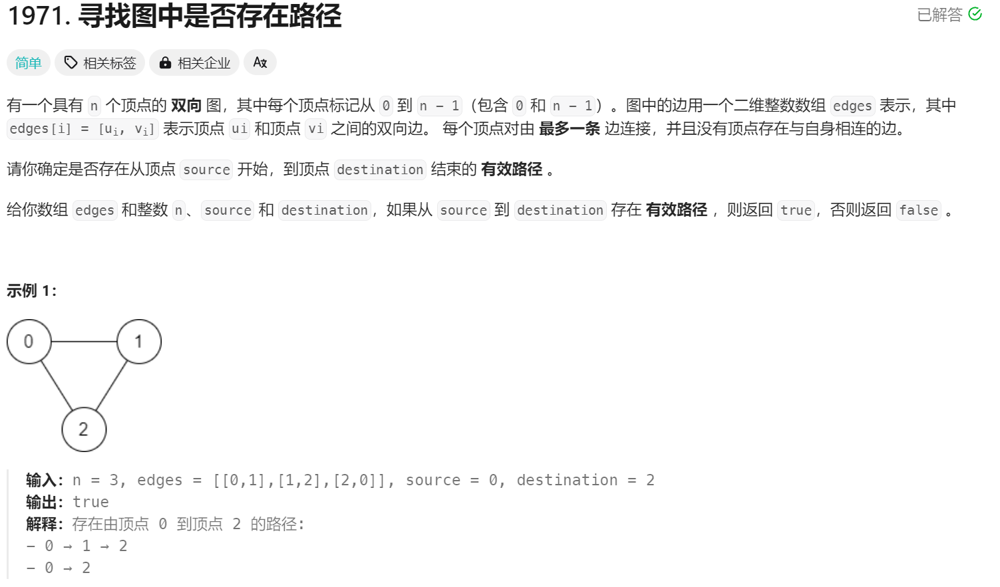 1971. 寻找图中是否存在路径
已解答
简单 相关标签 相关企业 Aあ
有一个具有 n 个顶点的 双向 图，其中每个顶点标记从 0 到 n - 1（包含 0 和 n - 1）。图中的边用一个二维整数数组 edges 表示，其中
edges[i] = [ui, vi] 表示顶点 ui 和顶点 vi 之间的双向边。 每个顶点对由 最多一条 边连接，并且没有顶点存在与自身相连的边。
请你确定是否存在从顶点 source 开始，到顶点 destination 结束的 有效路径 。
给你数组 edges 和整数 n、source 和 destination，如果从 source 到 destination 存在 有效路径 ，则返回 true，否则返回 false 。
示例 1：
0 1
2
输入：n = 3, edges = [[0,1],[1,2],[2,0]], source = 0, destination = 2
输出：true
解释：存在由顶点 0 到顶点 2 的路径:
- 0 → 1 → 2
- 0 → 2